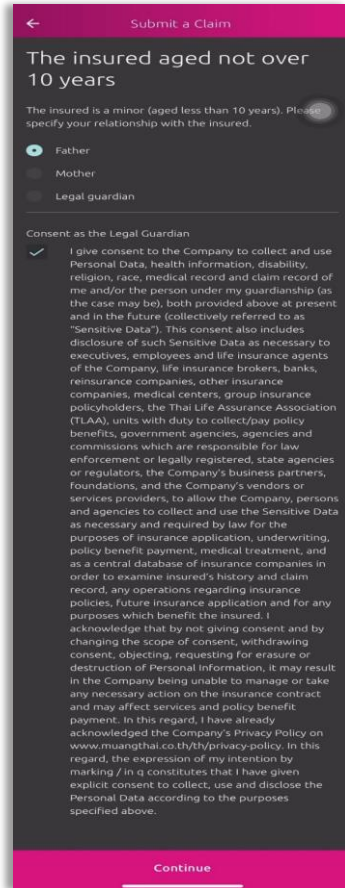 Submit a Claim
The insured aged not over
10 years
The insured is a minor (aged less than 10 years). Please
specify your relationship with the insured.
Father
Mother
Legal guardian
Consent as the Legal Guardian
I give consent to the Company to collect and use
Personal Data, health information, disability,
religion, race, medical record and claim record of
me and/or the person under my guardianship (as
the case may be), both provided above at present
and in the future (collectively referred to as
"Sensitive Data"). This consent also includes
disclosure of such Sensitive Data as necessary to
executives, employees and life insurance agents
of the Company, life insurance brokers, banks,
reinsurance companies, other insurance
companies, medical centers, group insurance
policyholders, the Thai Life Assurance Association
(TLAA), units with duty to collect/pay policy
benefits, government agencies, agencies and
commissions which are responsible for law
enforcement or legally registered, state agencies
or regulators, the Company's business partners,
foundations, and the Company's vendors or
services providers, to allow the Company, persons
and agencies to collect and use the Sensitive Data
as necessary and required by law for the
purposes of insurance application, underwriting,
policy benefit payment, medical treatment, and
as a central database of insurance companies in
order to examine insured's history and claim
record, any operations regarding insurance
policies, future insurance application and for any
purposes which benefit the insured. I
acknowledge that by not giving consent and by
changing the scope of consent, withdrawing
consent, objecting, requesting for erasure or
destruction of Personal Information, it may result
in the Company being unable to manage or take
any necessary action on the insurance contract
and may affect services and policy benefit
payment. In this regard, I have already
acknowledged the Company's Privacy Policy on
www.muangthai.co.th/th/privacy-policy. In this
regard, the expression of my intention by
marking / in q constitutes that I have given
explicit consent to collect, use and disclose the
Personal Data according to the purposes
specified above.
Continue